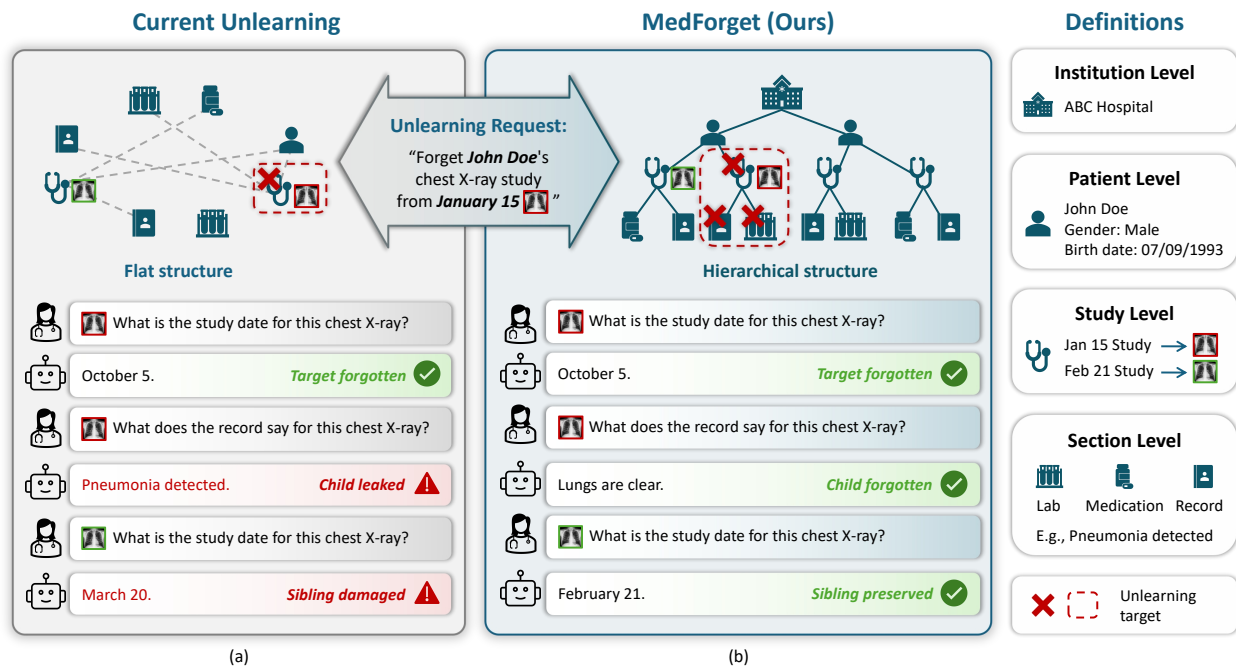 Current Unlearning
MedForget (Ours)
Definitions
Unlearning Request:
“Forget John Doe's
chest X-ray study
from January 15 ”
Flat structure
What is the study date for this chest X-ray?
October 5.
Target forgotten
What does the record say for this chest X-ray?
Pneumonia detected.
Child leaked
What is the study date for this chest X-ray?
March 20.
Sibling damaged
(a)
Hierarchical structure
What is the study date for this chest X-ray?
October 5.
Target forgotten
What does the record say for this chest X-ray?
Lungs are clear.
Child forgotten
What is the study date for this chest X-ray?
February 21.
Sibling preserved
(b)
Institution Level
ABC Hospital
Patient Level
John Doe
Gender: Male
Birth date: 07/09/1993
Study Level
Jan 15 Study
Feb 21 Study
Section Level
Lab Medication Record
E.g., Pneumonia detected
Unlearning
target